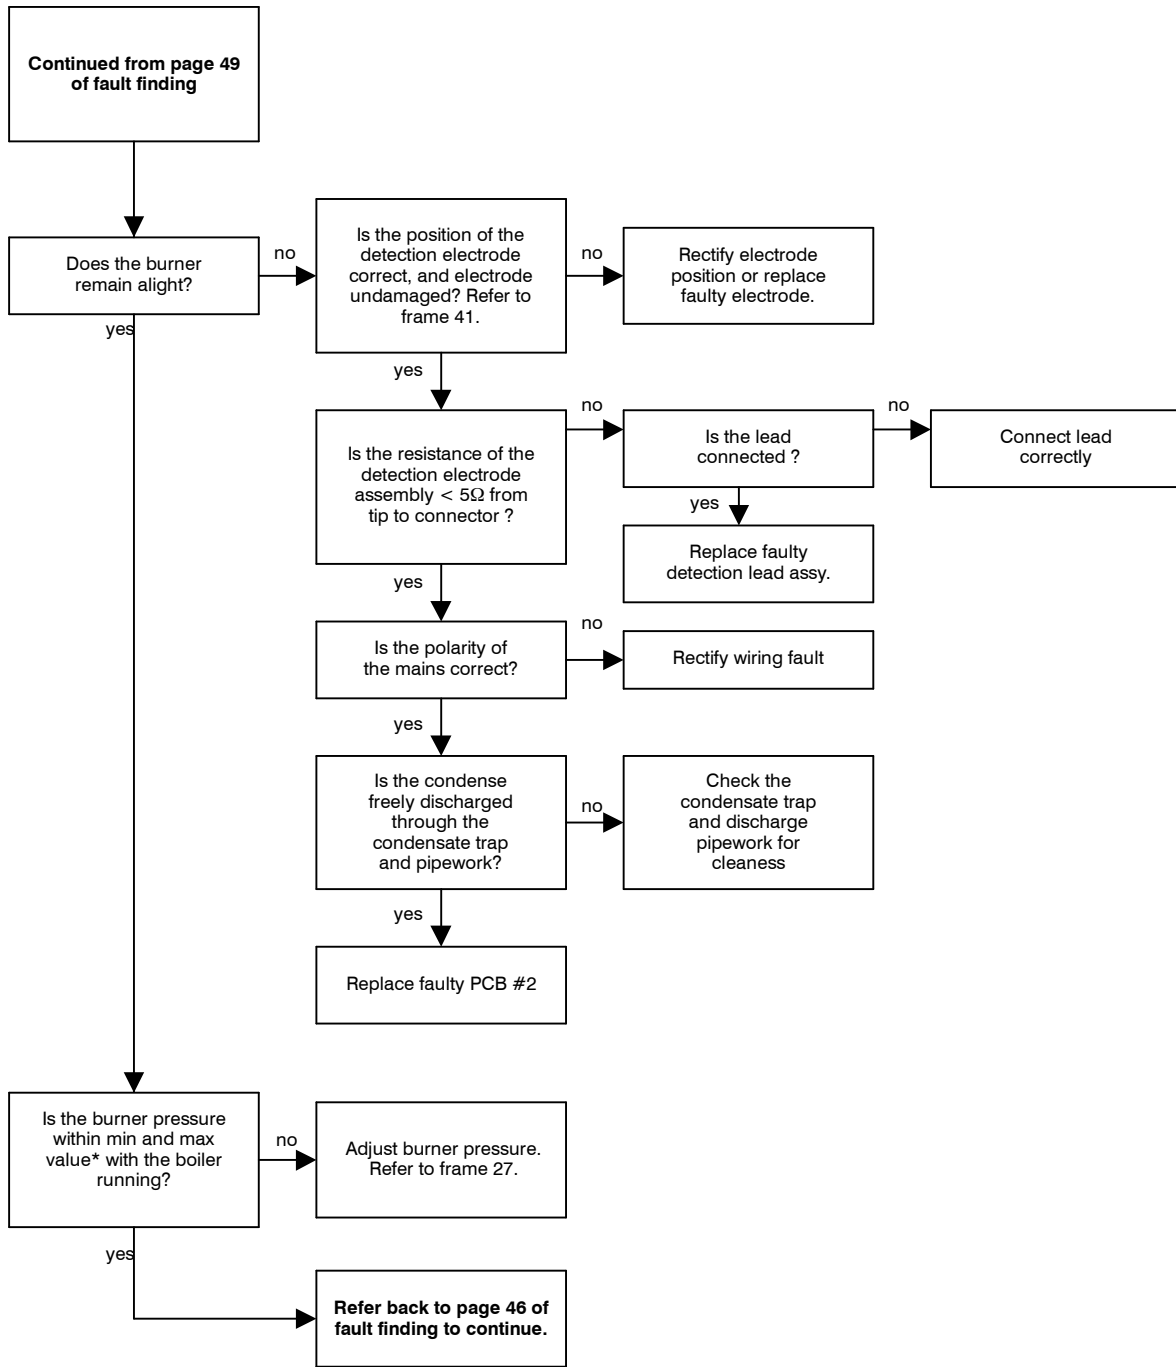 Continued from page 49
of fault finding
Does the burner
remain alight?
no
Is the position of the
detection electrode
correct, and electrode
undamaged? Refer to
frame 41.
no
Rectify electrode
position or replace
faulty electrode.
yes
yes
Is the resistance of the
detection electrode
assembly < 5Ω from
tip to connector ?
no
Is the lead
connected ?
no
Connect lead
correctly
yes
Replace faulty
detection lead assy.
yes
Is the polarity of
the mains correct?
no
Rectify wiring fault
yes
Is the condense
freely discharged
through the
condensate trap
and pipework?
no
Check the
condensate trap
and discharge
pipework for
cleaness
yes
Replace faulty PCB #2
Is the burner pressure
within min and max
value* with the boiler
running?
no
Adjust burner pressure.
Refer to frame 27.
yes
Refer back to page 46 of
fault finding to continue.